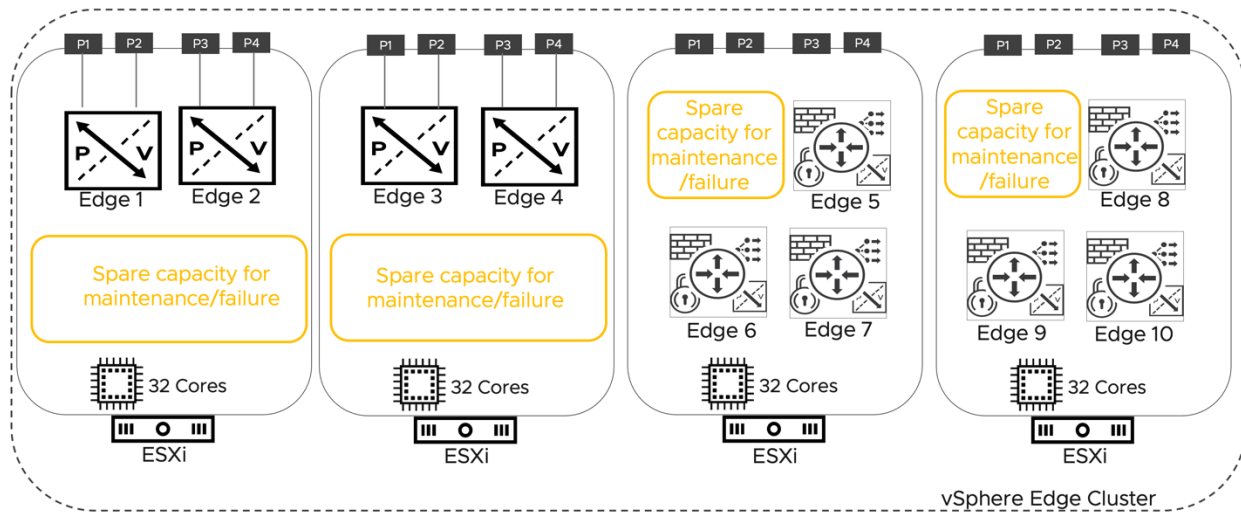 P1 P2 P3 P4
P1 P2 P3 P4
P1 P2 P3 P4
P1 P2 P3 P4
P V
Edge 1
P V
Edge 2
P V
Edge 3
P V
Edge 4
Spare
capacity for
maintenance
/failure
V
Edge 5
Spare
capacity for
maintenance
/failure
V
Edge 8
Spare capacity for
maintenance/failure
Spare capacity for
maintenance/failure
V
Edge 6
V
Edge 7
V
Edge 9
V
Edge 10
32 Cores
32 Cores
32 Cores
32 Cores
ESXi
ESXi
ESXi
ESXi
vSphere Edge Cluster